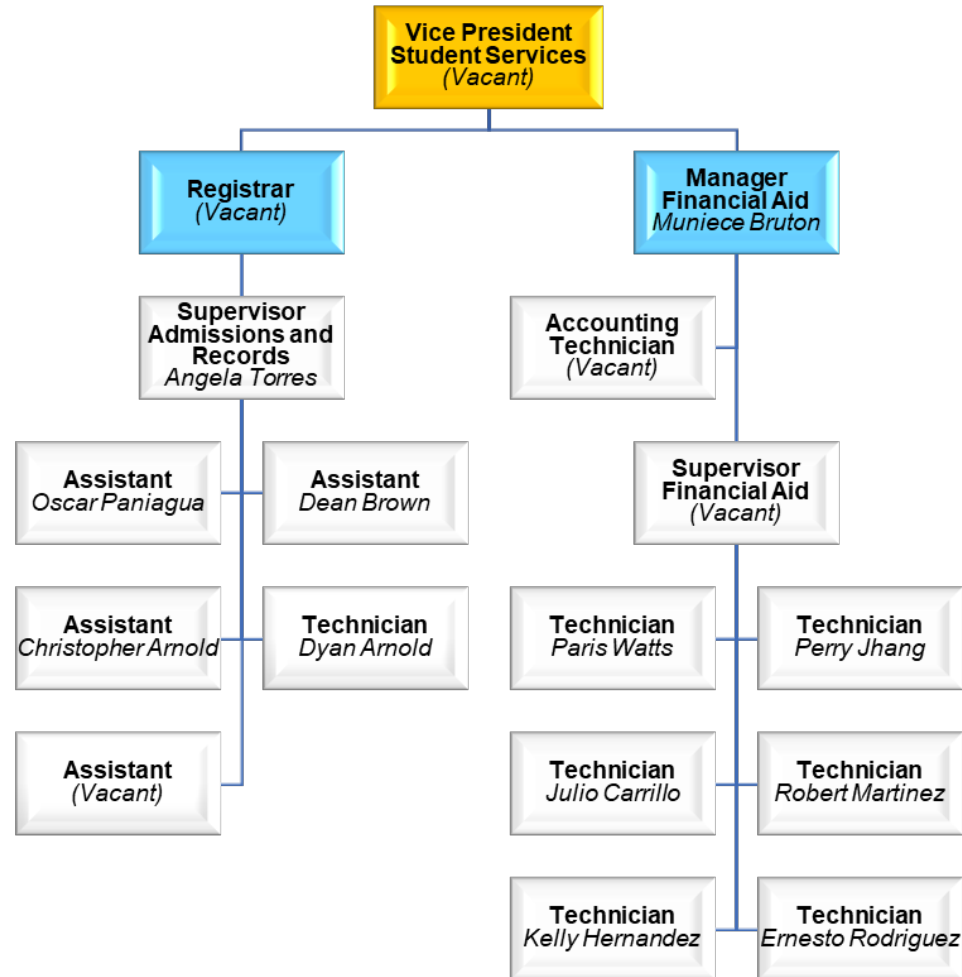 Vice President
Student Services
(Vacant)
Registrar
(Vacant)
Manager
Financial Aid
Muniece Bruton
Supervisor
Admissions and
Records
Angela Torres
Accounting
Technician
(Vacant)
Assistant
Oscar Paniagua
Assistant
Dean Brown
Supervisor
Financial Aid
(Vacant)
Assistant
Christopher Arnold
Technician
Dyan Arnold
Technician
Paris Watts
Technician
Perry Jhang
Assistant
(Vacant)
Technician
Julio Carrillo
Technician
Robert Martinez
Technician
Kelly Hernandez
Technician
Ernesto Rodriguez